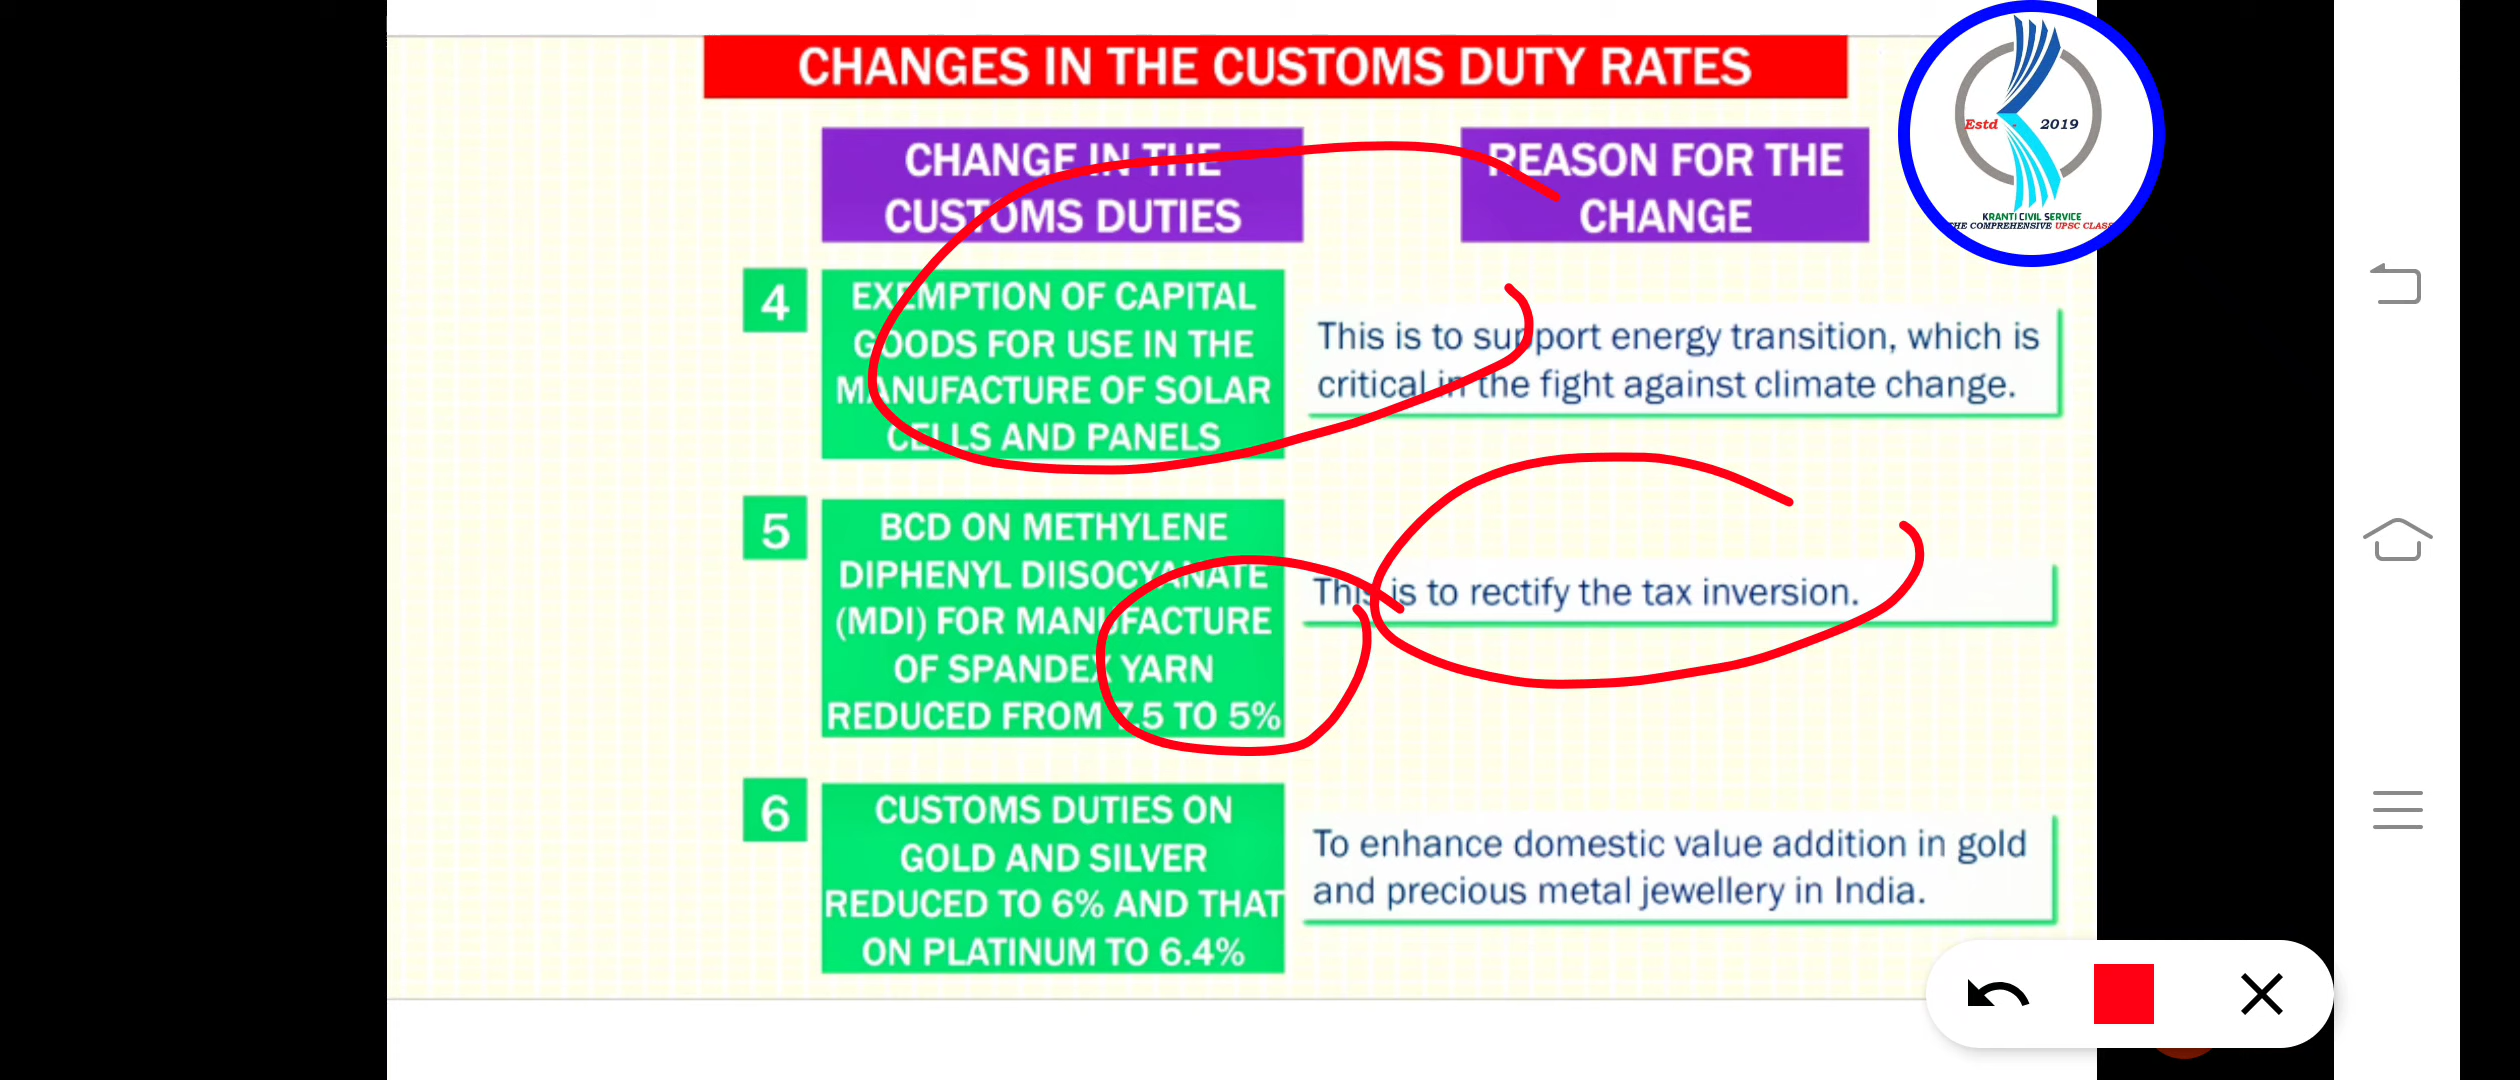 CHANGES IN THE CUSTOMS DUTY RATES
CHANGE IN THE
CUSTOMS DUTIES
REASON FOR THE
CHANGE
Estd
2019
KRANTI CIVIL SERVICE
THE COMPREHENSIVE UPSC CLASS
4
EXEMPTION OF CAPITAL
GOODS FOR USE IN THE
MANUFACTURE OF SOLAR
CELLS AND PANELS
This is to support energy transition, which is
critical in the fight against climate change.
5
BCD ON METHYLENE
DIPHENYL DIISOCYANATE
(MDI) FOR MANUFACTURE
OF SPANDEX YARN
REDUCED FROM 7.5 TO 5%
This is to rectify the tax inversion.
6
CUSTOMS DUTIES ON
GOLD AND SILVER
REDUCED TO 6% AND THAT
ON PLATINUM TO 6.4%
To enhance domestic value addition in gold
and precious metal jewellery in India.